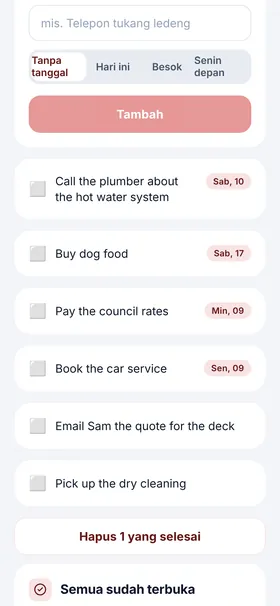 mis. Telepon tukang ledeng
Tanpa
tanggal
Hari ini
Besok
Senin
depan
Tambah
Call the plumber about
the hot water system
Sab, 10
Buy dog food
Sab, 17
Pay the council rates
Min, 09
Book the car service
Sen, 09
Email Sam the quote for the deck
Pick up the dry cleaning
Hapus 1 yang selesai
Semua sudah terbuka